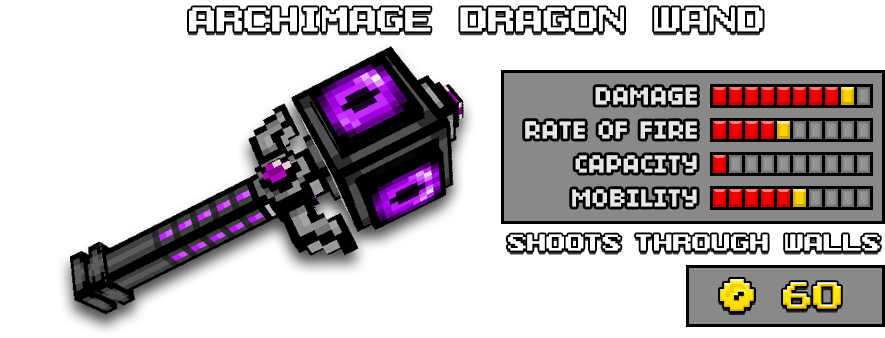 ARCHIMAGE DRAGON WAND
DAMAGE
RATE OF FIRE
CAPACITY
MOBILITY
SHOOTS THROUGH WALLS
60